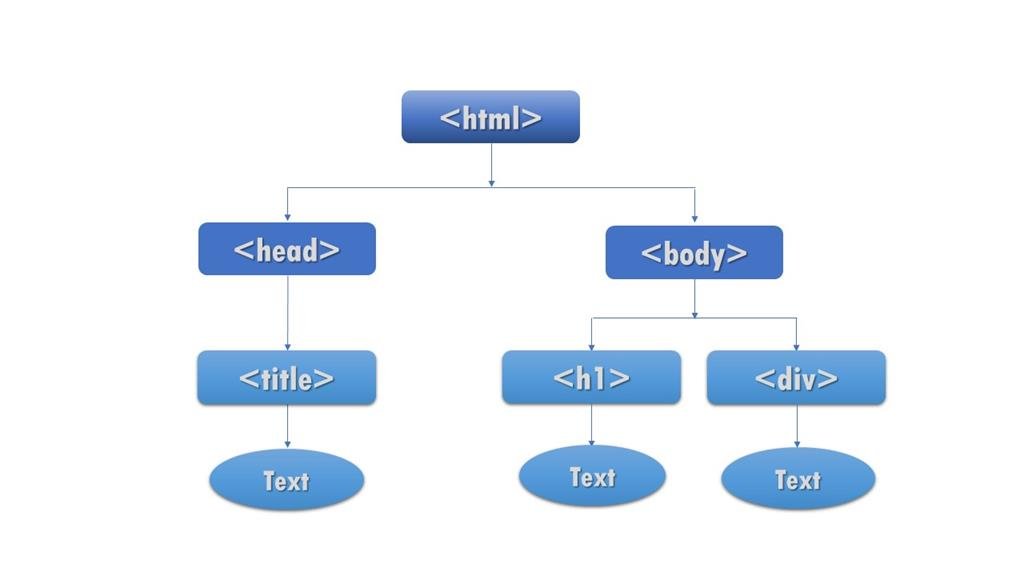 <html>
<head>
<body>
<title>
<h1>
<div>
Text
Text
Text